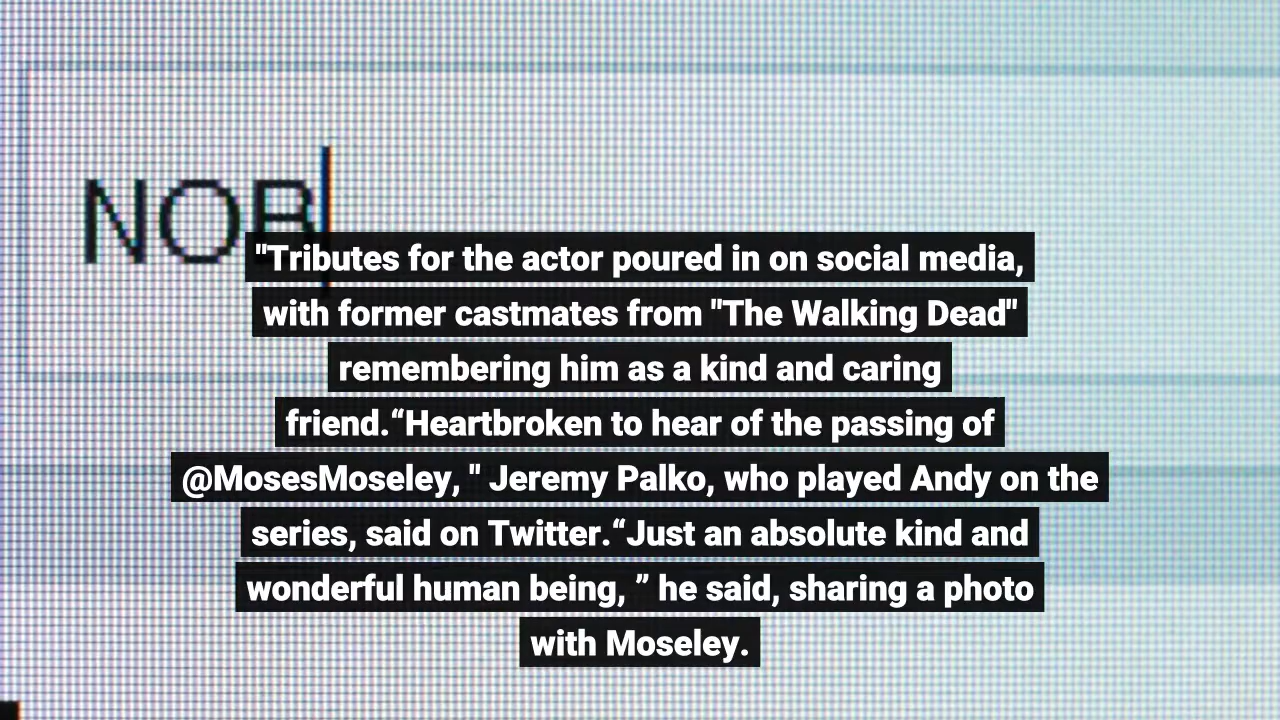 NOB
"Tributes for the actor poured in on social media,
with former castmates from "The Walking Dead"
remembering him as a kind and caring
friend.“Heartbroken to hear of the passing of
@MosesMoseley, " Jeremy Palko, who played Andy on the
series, said on Twitter.“Just an absolute kind and
wonderful human being, ” he said, sharing a photo
with Moseley.